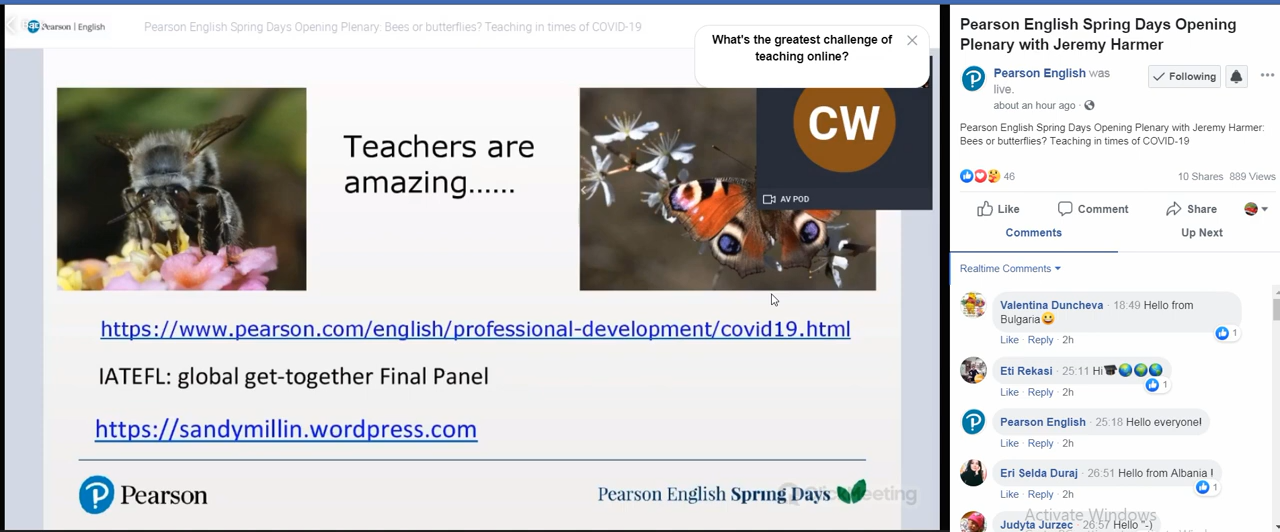 Pearson | English
Pearson English Spring Days Opening Plenary: Bees or butterflies? Teaching in times of COVID-19
What's the greatest challenge of
teaching online?
CW
AV POD
Teachers are
amazing......
https://www.pearson.com/english/professional-development/covid19.html
IATEFL: global get-together Final Panel
https://sandymillin.wordpress.com
Pearson
Pearson English Spring Days
ClickMeeting
Pearson English Spring Days Opening
Plenary with Jeremy Harmer
Pearson English was
live.
Following
about an hour ago
Pearson English Spring Days Opening Plenary with Jeremy Harmer:
Bees or butterflies? Teaching in times of COVID-19
46
10 Shares 889 Views
Like Comment Share
Comments Up Next
Realtime Comments
Valentina Duncheva · 18:49 Hello from
Bulgaria😀
1
Like · Reply · 2h
Eti Rekasi · 25:11 Hi🎓🌍🌍🌍
1
Like · Reply · 2h
Pearson English · 25:18 Hello everyone!
Like · Reply · 2h
Eri Selda Duraj · 26:51 Hello from Albania !
1
Like · Reply · 2h
Judyta Jurzec · 26:57 Hello :-)
Activate Windows